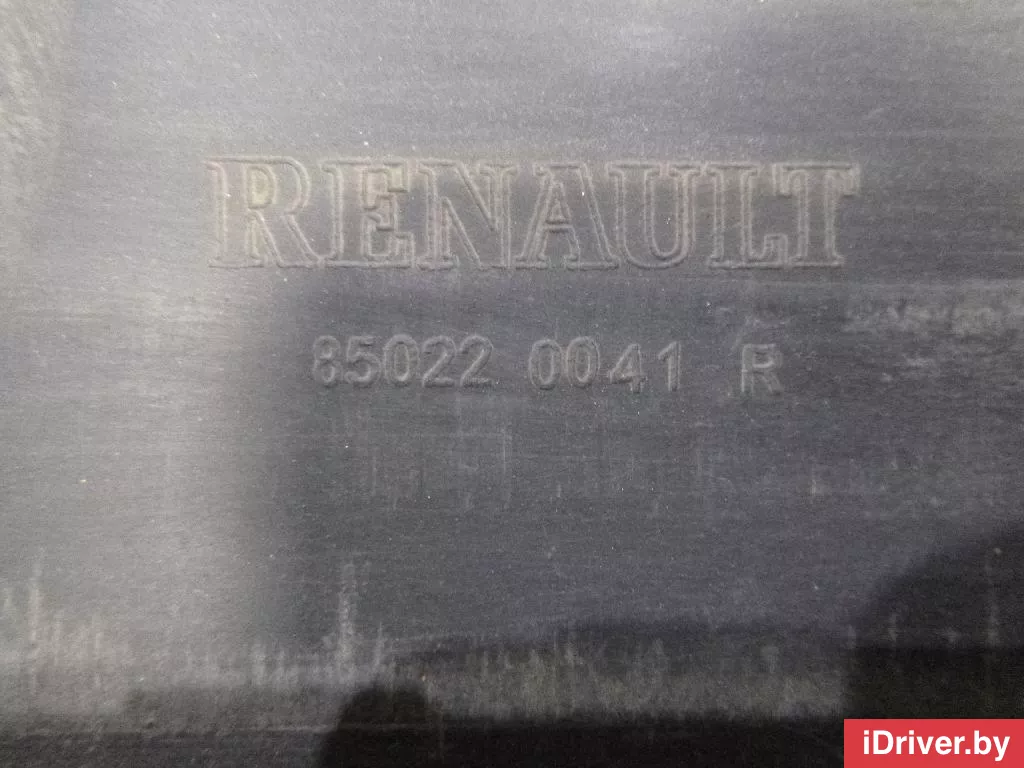 RENAULT
85022 0041 R
iDriver.by